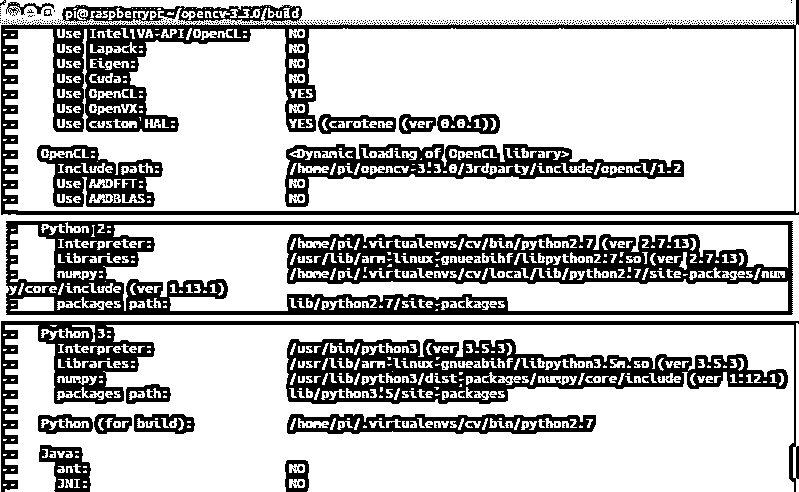 pi@raspberrypi: ~/opencv-3.3.0/build
Use Intel VA-API/OpenCL: NO
Use Lapack: NO
Use Eigen: NO
Use Cuda: NO
Use OpenCL: YES
Use OpenVX: NO
Use custom HAL: YES (carotene (ver 0.0.1))
OpenCL: <Dynamic loading of OpenCL library>
Include path: /home/pi/opencv-3.3.0/3rdparty/include/opencl/1.2
Use AMDFFT: NO
Use AMDBLAS: NO
Python 2:
Interpreter: /home/pi/.virtualenvs/cv/bin/python2.7 (ver 2.7.13)
Libraries: /usr/lib/arm-linux-gnueabihf/libpython2.7.so (ver 2.7.13)
numpy: /home/pi/.virtualenvs/cv/local/lib/python2.7/site-packages/num
py/core/include (ver 1.13.1)
packages path: lib/python2.7/site-packages
Python 3:
Interpreter: /usr/bin/python3 (ver 3.5.3)
Libraries: /usr/lib/arm-linux-gnueabihf/libpython3.5m.so (ver 3.5.3)
numpy: /usr/lib/python3/dist-packages/numpy/core/include (ver 1.12.1)
packages path: lib/python3.5/site-packages
Python (for build): /home/pi/.virtualenvs/cv/bin/python2.7
Java:
ant: NO
JNI: NO